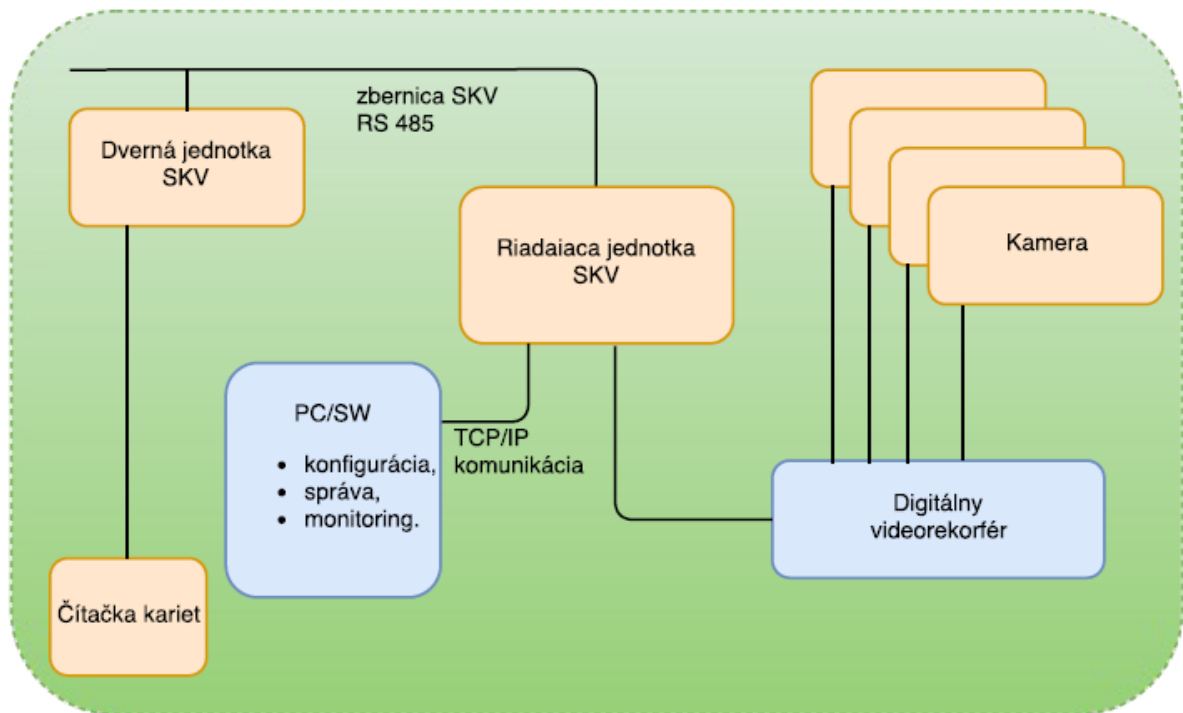 zbernica SKV
RS 485
Dverná jednotka
SKV
Riadaiaca jednotka
SKV
Kamera
PC/SW
• konfigurácia,
• správa,
• monitoring.
TCP/IP
komunikácia
Digitálny
videorekorfér
Čítačka kariet